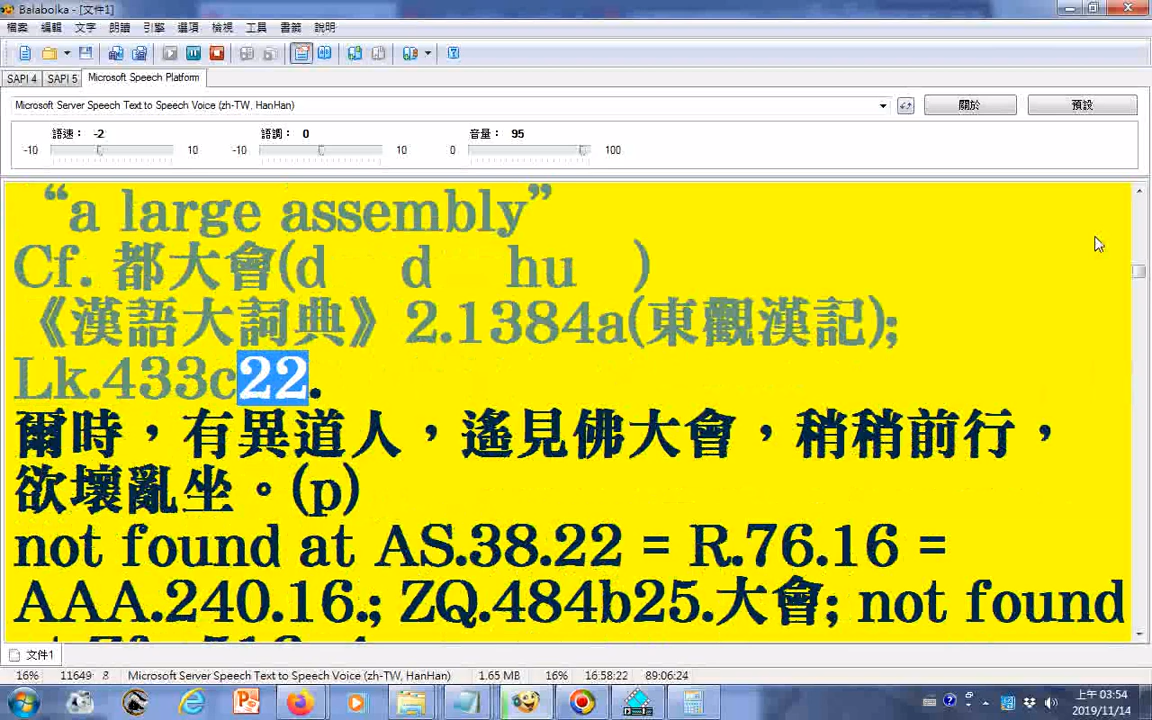 Balabolka - [文件1]
檔案 編輯 文字 朗讀 引擎 選項 檢視 工具 書籤 說明
SAPI 4 SAPI 5 Microsoft Speech Platform
Microsoft Server Speech Text to Speech Voice (zh-TW, HanHan) 關於 預設
語速： -2 語調： 0 音量： 95
-10 10 -10 10 0 100
“a large assembly”
Cf. 都大會(d d hu )
《漢語大詞典》 2.1384a(東觀漢記);
Lk.433c22.
爾時，有異道人，遙見佛大會，稍稍前行，
欲壞亂坐。(p)
not found at AS.38.22 = R.76.16 =
AAA.240.16.; ZQ.484b25.大會; not found
文件1
16% 11649 8 Microsoft Server Speech Text to Speech Voice (zh-TW, HanHan) 1.65 MB 16% 16:58:22 89:06:24
上午 03:54
2019/11/14